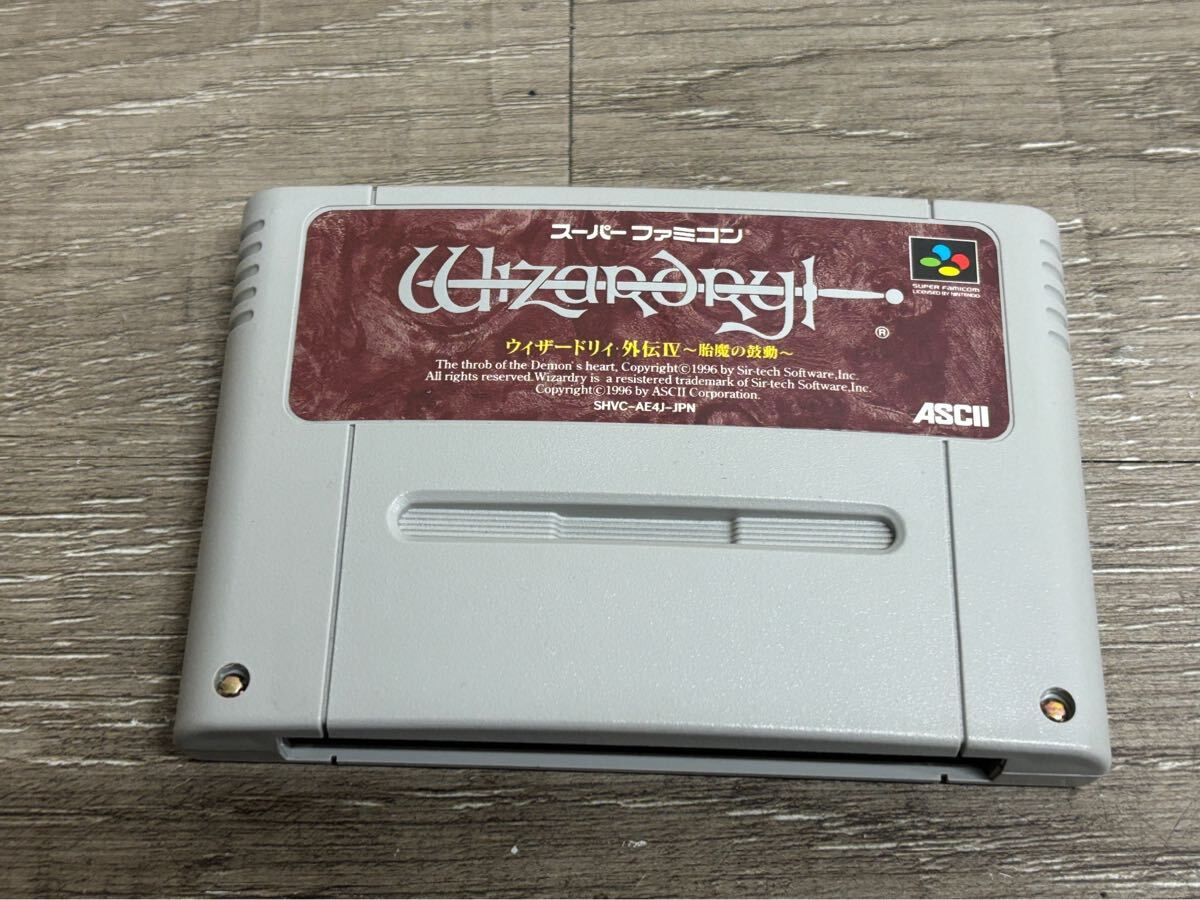 スーパーファミコン
Wizardry
SUPER FAMICOM
LICENSED BY NINTENDO
®
ウィザードリィ・外伝Ⅳ～胎魔の鼓動～
The throb of the Demon's heart, Copyright©1996 by Sir-tech Software,Inc.
All rights reserved.Wizardry is a resistered trademark of Sir-tech Software,Inc.
Copyright©1996 by ASCII Corporation.
SHVC-AE4J-JPN
ASCII